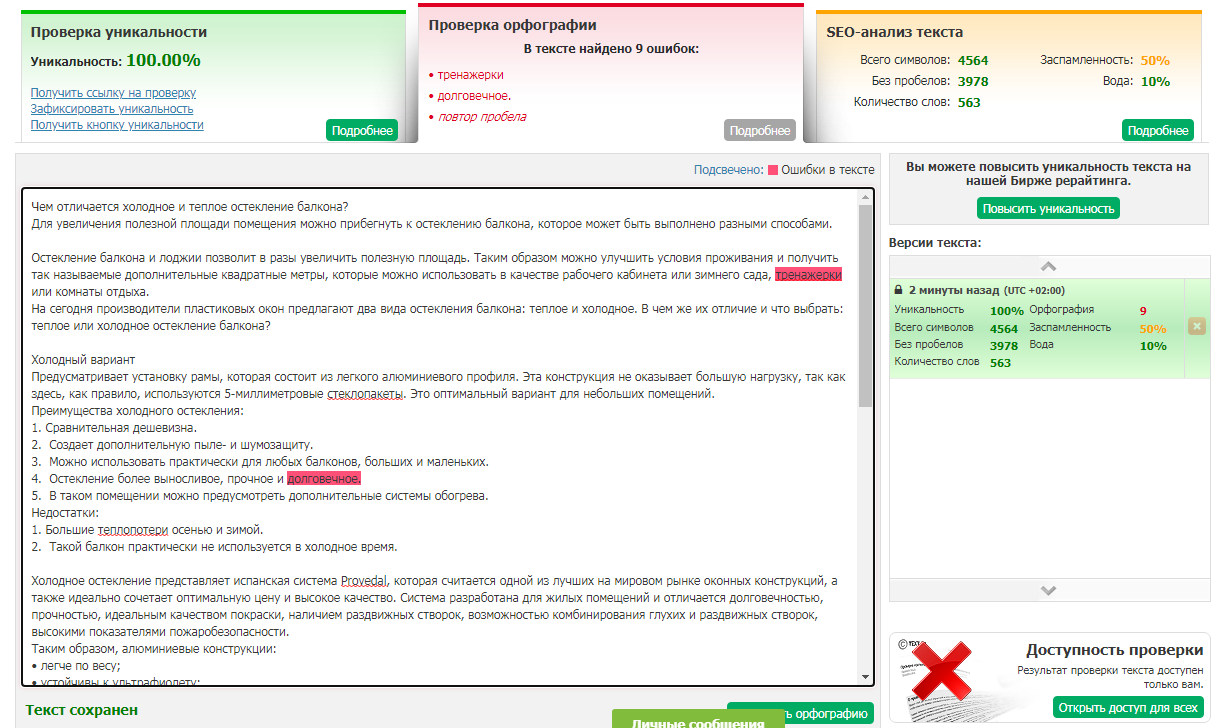 Проверка уникальности
Уникальность: 100.00%
Получить ссылку на проверку
Зафиксировать уникальность
Получить кнопку уникальности
Подробнее
Проверка орфографии
В тексте найдено 9 ошибок:
• тренажерки
• долговечное.
• повтор пробела
Подробнее
SEO-анализ текста
Всего символов: 4564
Без пробелов: 3978
Количество слов: 563
Заспамленность: 50%
Вода: 10%
Подробнее
Подсвечено: Ошибки в тексте
Чем отличается холодное и теплое остекление балкона?
Для увеличения полезной площади помещения можно прибегнуть к остеклению балкона, которое может быть выполнено разными способами.
Остекление балкона и лоджии позволит в разы увеличить полезную площадь. Таким образом можно улучшить условия проживания и получить
так называемые дополнительные квадратные метры, которые можно использовать в качестве рабочего кабинета или зимнего сада, тренажерки
или комнаты отдыха.
На сегодня производители пластиковых окон предлагают два вида остекления балкона: теплое и холодное. В чем же их отличие и что выбрать:
теплое или холодное остекление балкона?
Холодный вариант
Предусматривает установку рамы, которая состоит из легкого алюминиевого профиля. Эта конструкция не оказывает большую нагрузку, так как
здесь, как правило, используются 5-миллиметровые стеклопакеты. Это оптимальный вариант для небольших помещений.
Преимущества холодного остекления:
1. Сравнительная дешевизна.
2. Создает дополнительную пыле- и шумозащиту.
3. Можно использовать практически для любых балконов, больших и маленьких.
4. Остекление более выносливое, прочное и долговечное.
5. В таком помещении можно предусмотреть дополнительные системы обогрева.
Недостатки:
1. Большие теплопотери осенью и зимой.
2. Такой балкон практически не используется в холодное время.
Холодное остекление представляет испанская система Provedal, которая считается одной из лучших на мировом рынке оконных конструкций, а
также идеально сочетает оптимальную цену и высокое качество. Система разработана для жилых помещений и отличается долговечностью,
прочностью, идеальным качеством покраски, наличием раздвижных створок, возможностью комбинирования глухих и раздвижных створок,
высокими показателями пожаробезопасности.
Таким образом, алюминиевые конструкции:
• легче по весу;
• устойчивы к ультрафиолету;
Текст сохранен
ь орфографию
Личные сообщения
Вы можете повысить уникальность текста на
нашей Бирже рерайтинга.
Повысить уникальность
Версии текста:
2 минуты назад (UTC +02:00)
Уникальность 100% Орфография 9
Всего символов 4564 Заспамленность 50%
Без пробелов 3978 Вода 10%
Количество слов 563
Доступность проверки
Результат проверки текста доступен
только вам.
Открыть доступ для всех